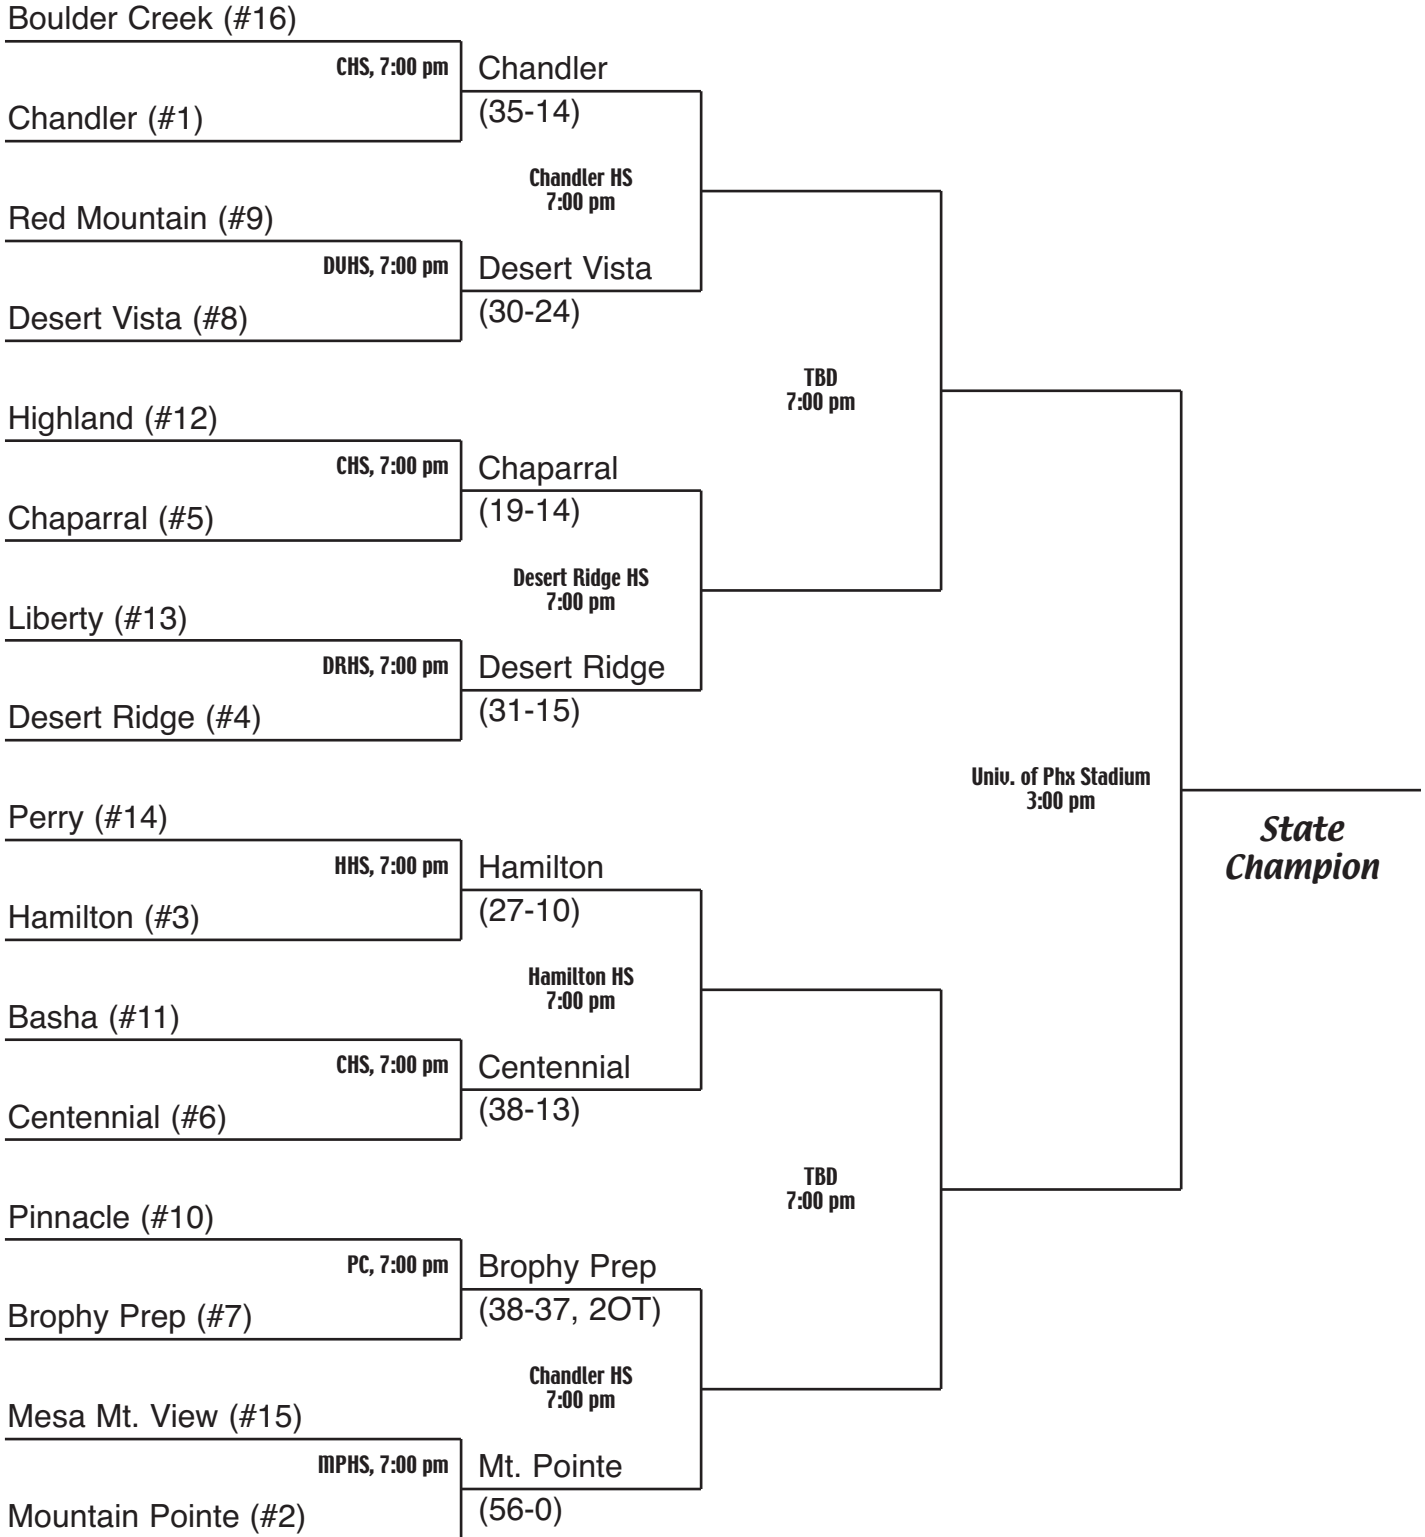 Boulder Creek (#16)
CHS, 7:00 pm
Chandler (#1)
Chandler
(35-14)
Chandler HS
7:00 pm
Red Mountain (#9)
DVHS, 7:00 pm
Desert Vista (#8)
Desert Vista
(30-24)
TBD
7:00 pm
Highland (#12)
CHS, 7:00 pm
Chaparral (#5)
Chaparral
(19-14)
Desert Ridge HS
7:00 pm
Liberty (#13)
DRHS, 7:00 pm
Desert Ridge (#4)
Desert Ridge
(31-15)
Univ. of Phx Stadium
3:00 pm
State
Champion
Perry (#14)
HHS, 7:00 pm
Hamilton (#3)
Hamilton
(27-10)
Hamilton HS
7:00 pm
Basha (#11)
CHS, 7:00 pm
Centennial (#6)
Centennial
(38-13)
TBD
7:00 pm
Pinnacle (#10)
PC, 7:00 pm
Brophy Prep (#7)
Brophy Prep
(38-37, 2OT)
Chandler HS
7:00 pm
Mesa Mt. View (#15)
MPHS, 7:00 pm
Mountain Pointe (#2)
Mt. Pointe
(56-0)